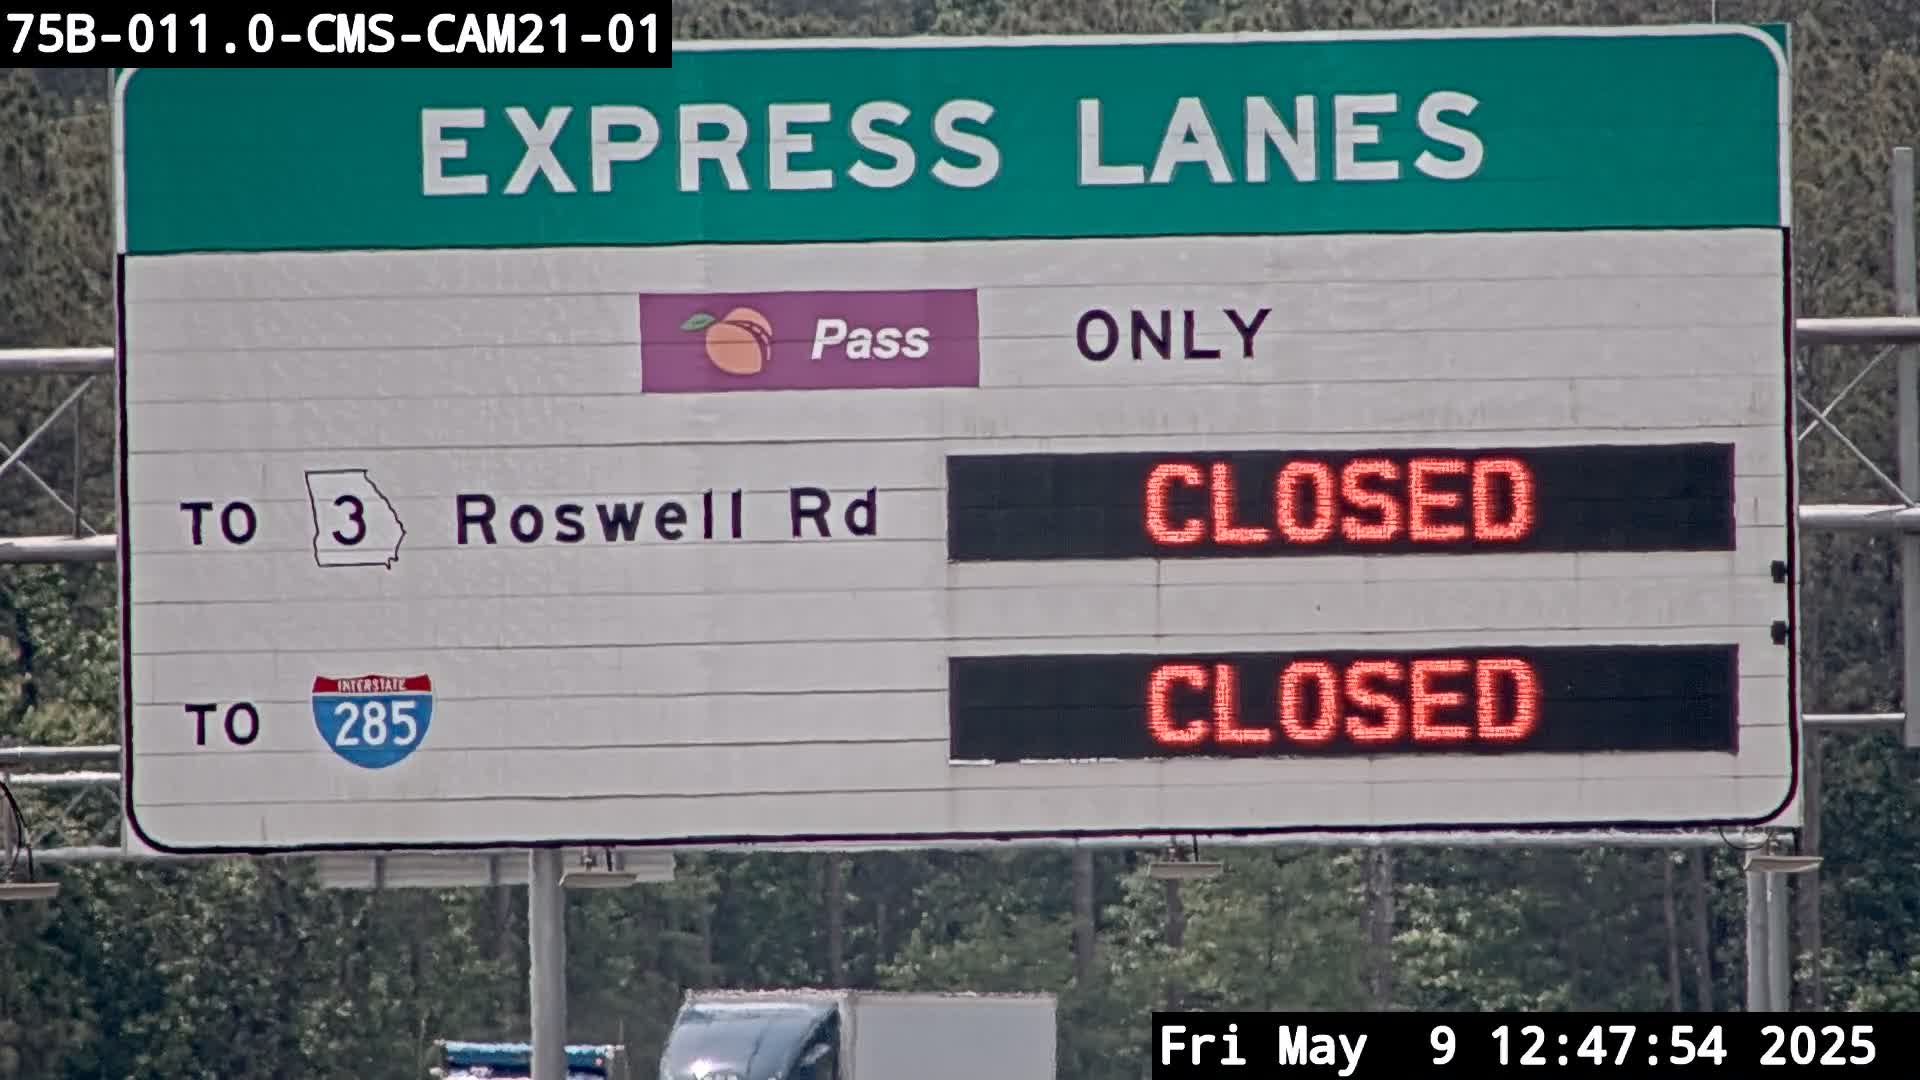 75B-011.0-CMS-CAM21-01
EXPRESS LANES
Pass ONLY
TO 3 Roswell Rd CLOSED
TO INTERSTATE 285 CLOSED
Fri May 9 12:47:54 2025